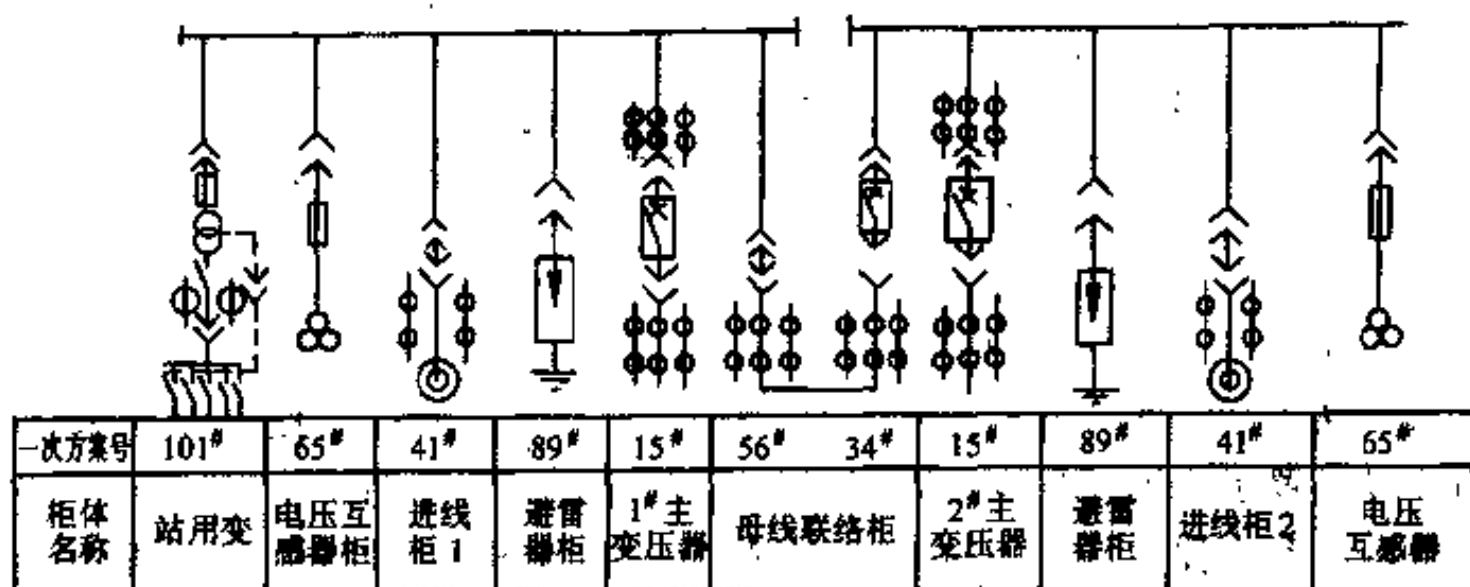 一次方案号 101# 65# 41# 89# 15# 56# 34# 15# 89# 41# 65#
柜体 电压互 进线 避雷 1#主 2#主 避雷 电压
站用变 母线联络柜 进线柜2
名称 感器柜 柜1 器柜 变压器 变压器 器柜 互感器